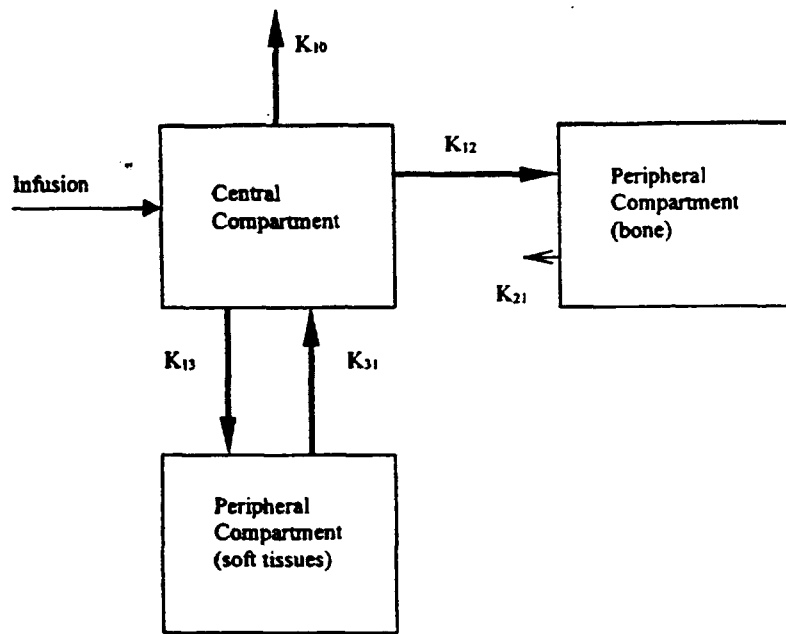 K₁₀
Infusion
Central
Compartment
K₁₂
Peripheral
Compartment
(bone)
K₂₁
K₁₃
K₃₁
Peripheral
Compartment
(soft tissues)